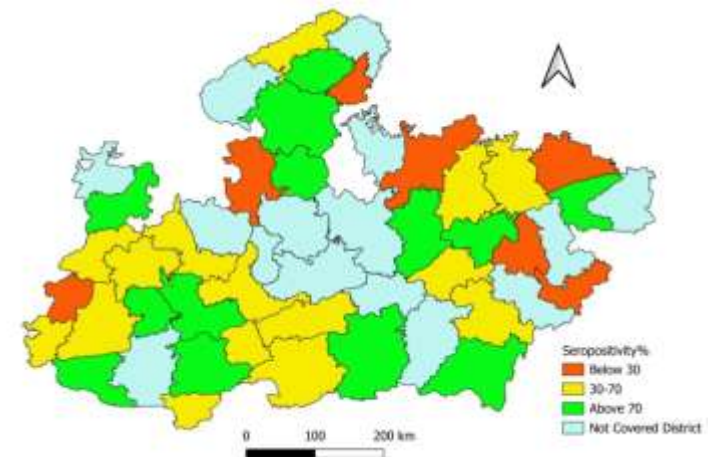 Seropositivity%
Below 30
30-70
Above 70
Not Covered District
0 100 200 km